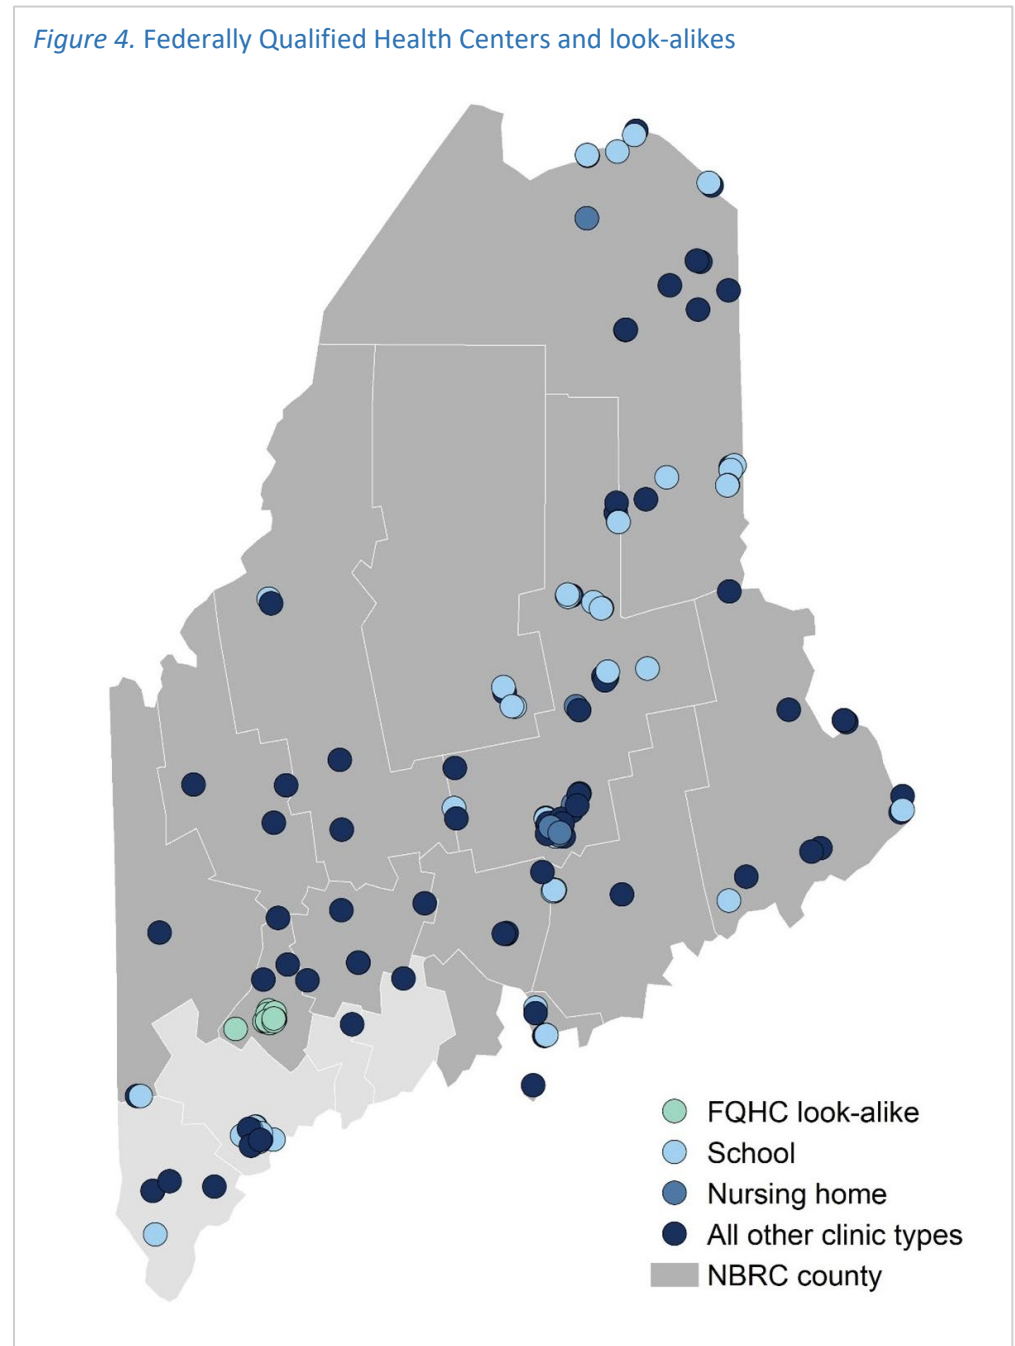 Figure 4. Federally Qualified Health Centers and look-alikes
FQHC look-alike
School
Nursing home
All other clinic types
NBRC county